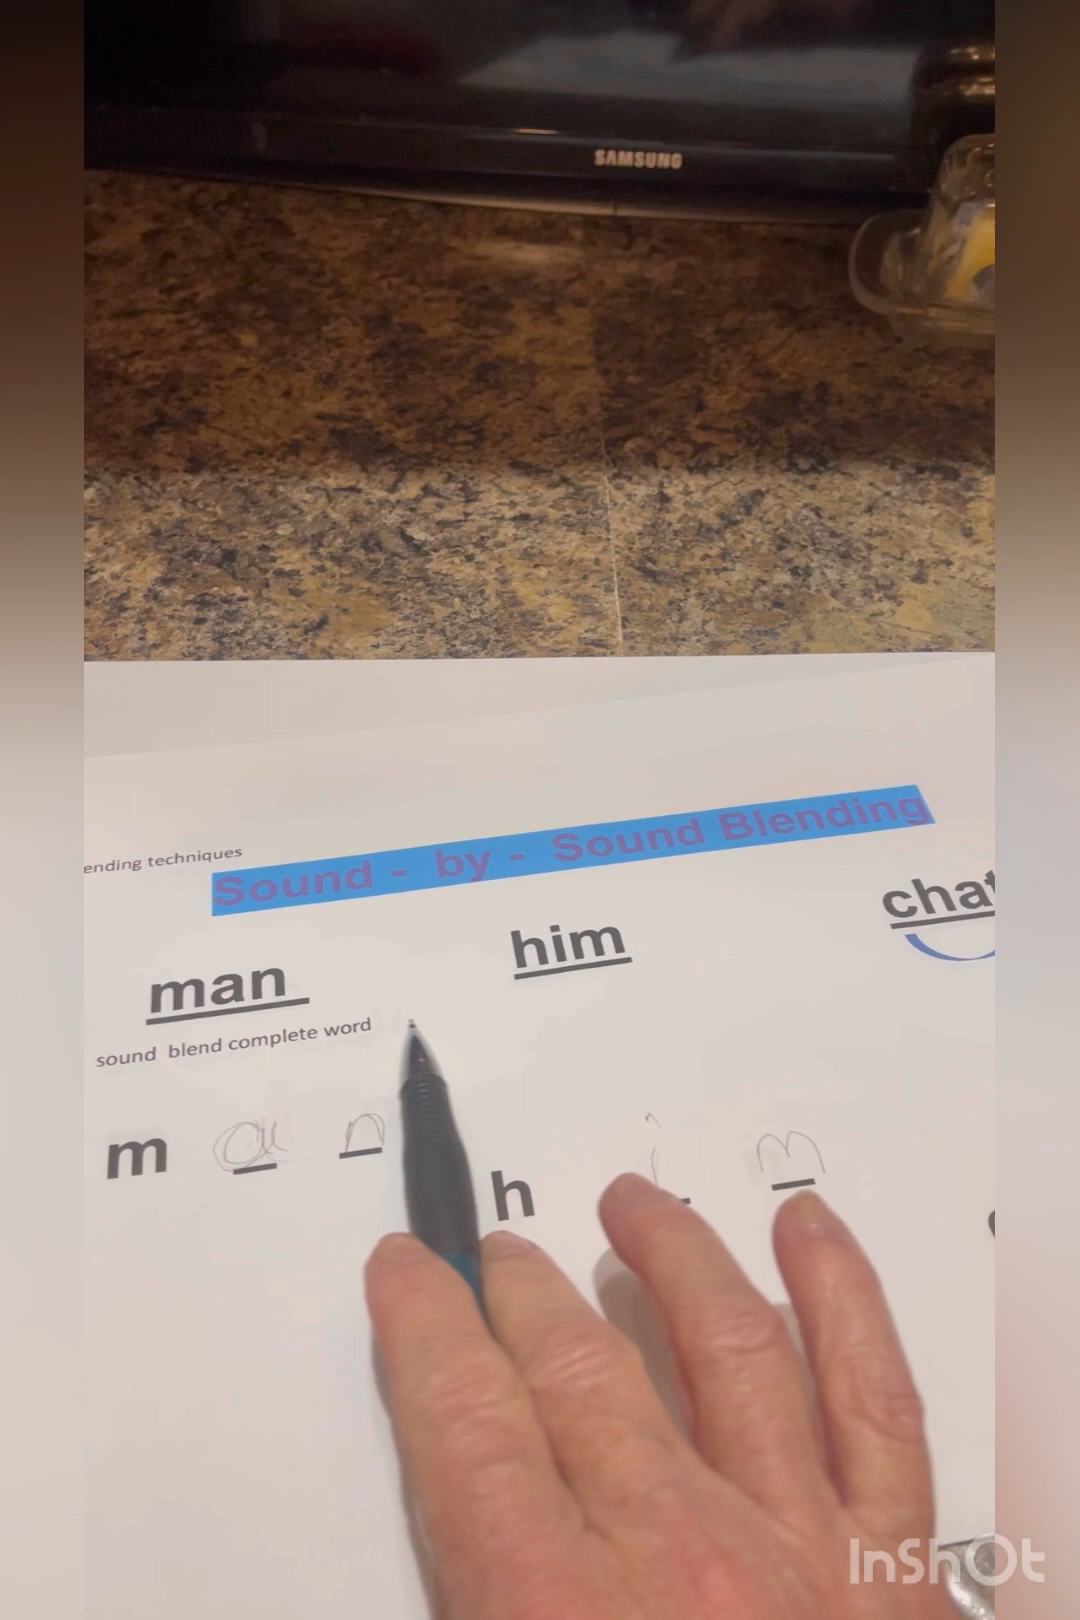 SAMSUNG
ending techniques
Sound - by - Sound Blending
man him chat
sound blend complete word
m a n
h i m
InShOt